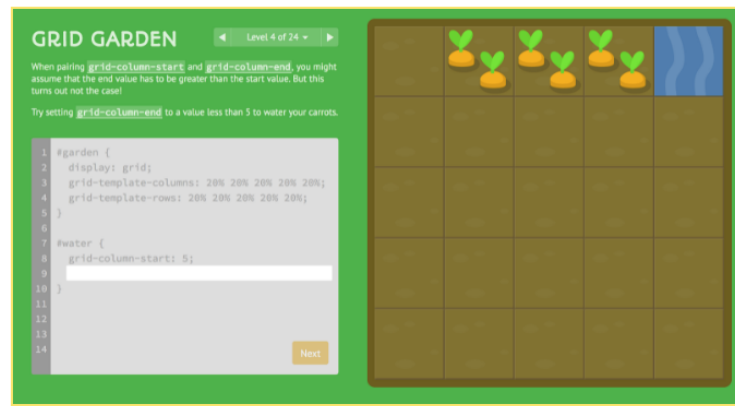 GRID GARDEN
Level 4 of 24
When pairing grid-column-start and grid-column-end, you might
assume that the end value has to be greater than the start value. But this
turns out not the case!
Try setting grid-column-end to a value less than 5 to water your carrots.
1 #garden {
2 display: grid;
3 grid-template-columns: 20% 20% 20% 20% 20%;
4 grid-template-rows: 20% 20% 20% 20% 20%;
5 }
6
7 #water {
8 grid-column-start: 5;
9
10 }
11
12
13
14
Next